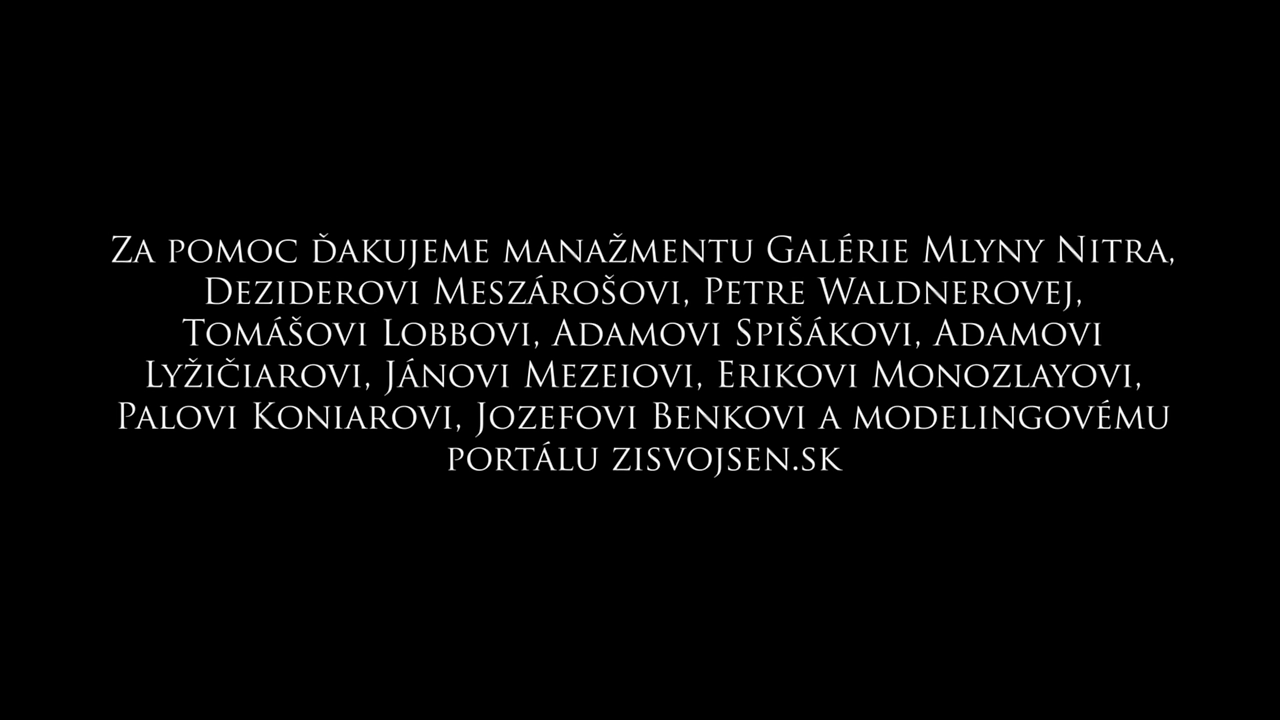 Za pomoc ďakujeme manažmentu Galérie Mlyny Nitra,
Deziderovi Meszárošovi, Petre Waldnerovej,
Tomášovi Lobbovi, Adamovi Spišákovi, Adamovi
Lyžičiarovi, Jánovi Mezeiovi, Erikovi Monozlayovi,
Palovi Koniarovi, Jozefovi Benkovi a modelingovému
portálu zisvojsen.sk